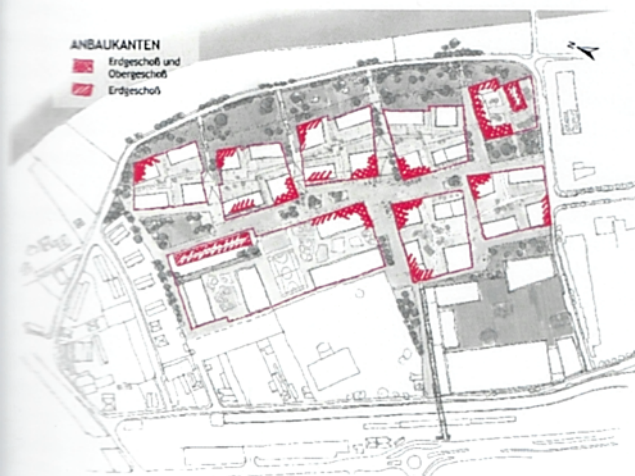 ANBAUKANTEN
Erdgeschoß und
Obergeschoß
Erdgeschoß
N